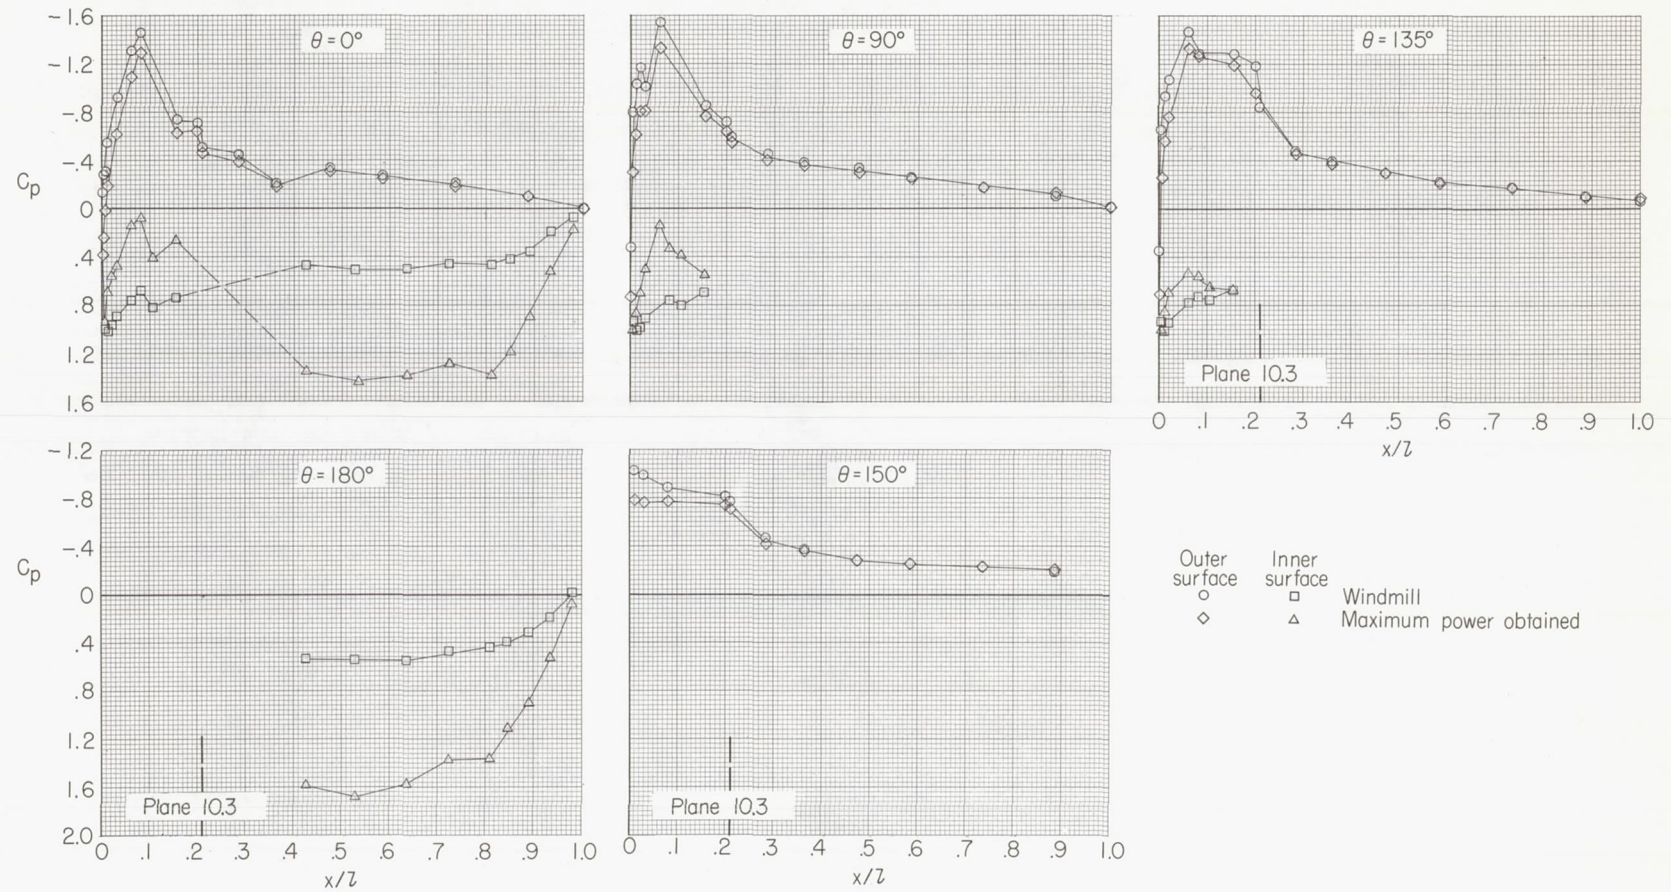 θ = 0°
θ = 90°
θ = 135°
-1.6
-1.2
-.8
-.4
0
.4
.8
1.2
1.6
Cp
Plane 10.3
0 .1 .2 .3 .4 .5 .6 .7 .8 .9 1.0
x/l
θ = 180°
θ = 150°
-1.2
-.8
-.4
0
.4
.8
1.2
1.6
2.0
Cp
Plane 10.3
Plane 10.3
0 .1 .2 .3 .4 .5 .6 .7 .8 .9 1.0
x/l
0 .1 .2 .3 .4 .5 .6 .7 .8 .9 1.0
x/l
Outer surface
Inner surface
Windmill
Maximum power obtained